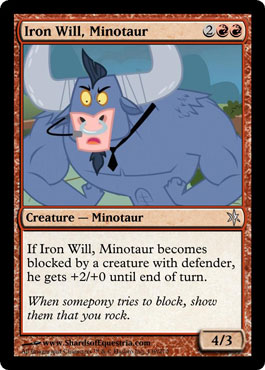 Iron Will, Minotaur 2
Creature — Minotaur
If Iron Will, Minotaur becomes
blocked by a creature with defender,
he gets +2/+0 until end of turn.
When somepony tries to block, show
them that you rock.
www.ShardsofEquestria.com
4/3